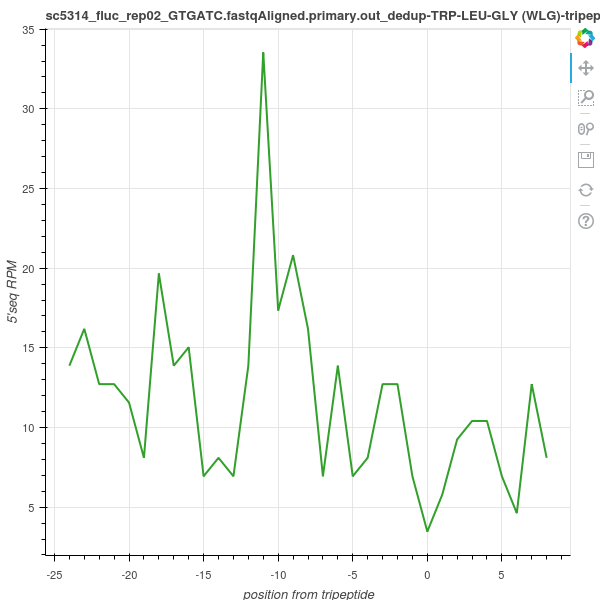 sc5314_fluc_rep02_GTGATC.fastqAligned.primary.out_dedup-TRP-LEU-GLY (WLG)-tripep
35
30
25
20
15
10
5
5'seq RPM
-25 -20 -15 -10 -5 0 5
position from tripeptide